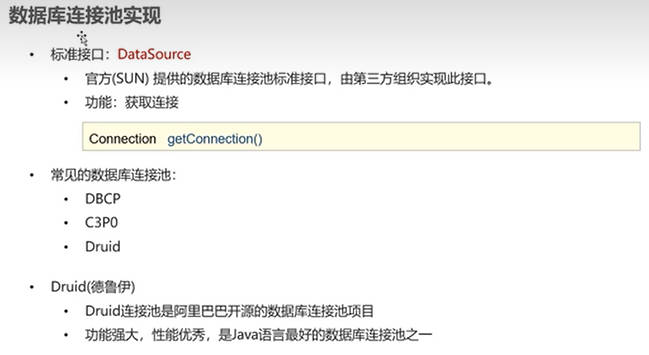 数据库连接池实现
• 标准接口：DataSource
• 官方(SUN) 提供的数据库连接池标准接口，由第三方组织实现此接口。
• 功能：获取连接
Connection getConnection()
• 常见的数据库连接池：
• DBCP
• C3P0
• Druid
• Druid(德鲁伊)
• Druid连接池是阿里巴巴开源的数据库连接池项目
• 功能强大，性能优秀，是Java语言最好的数据库连接池之一